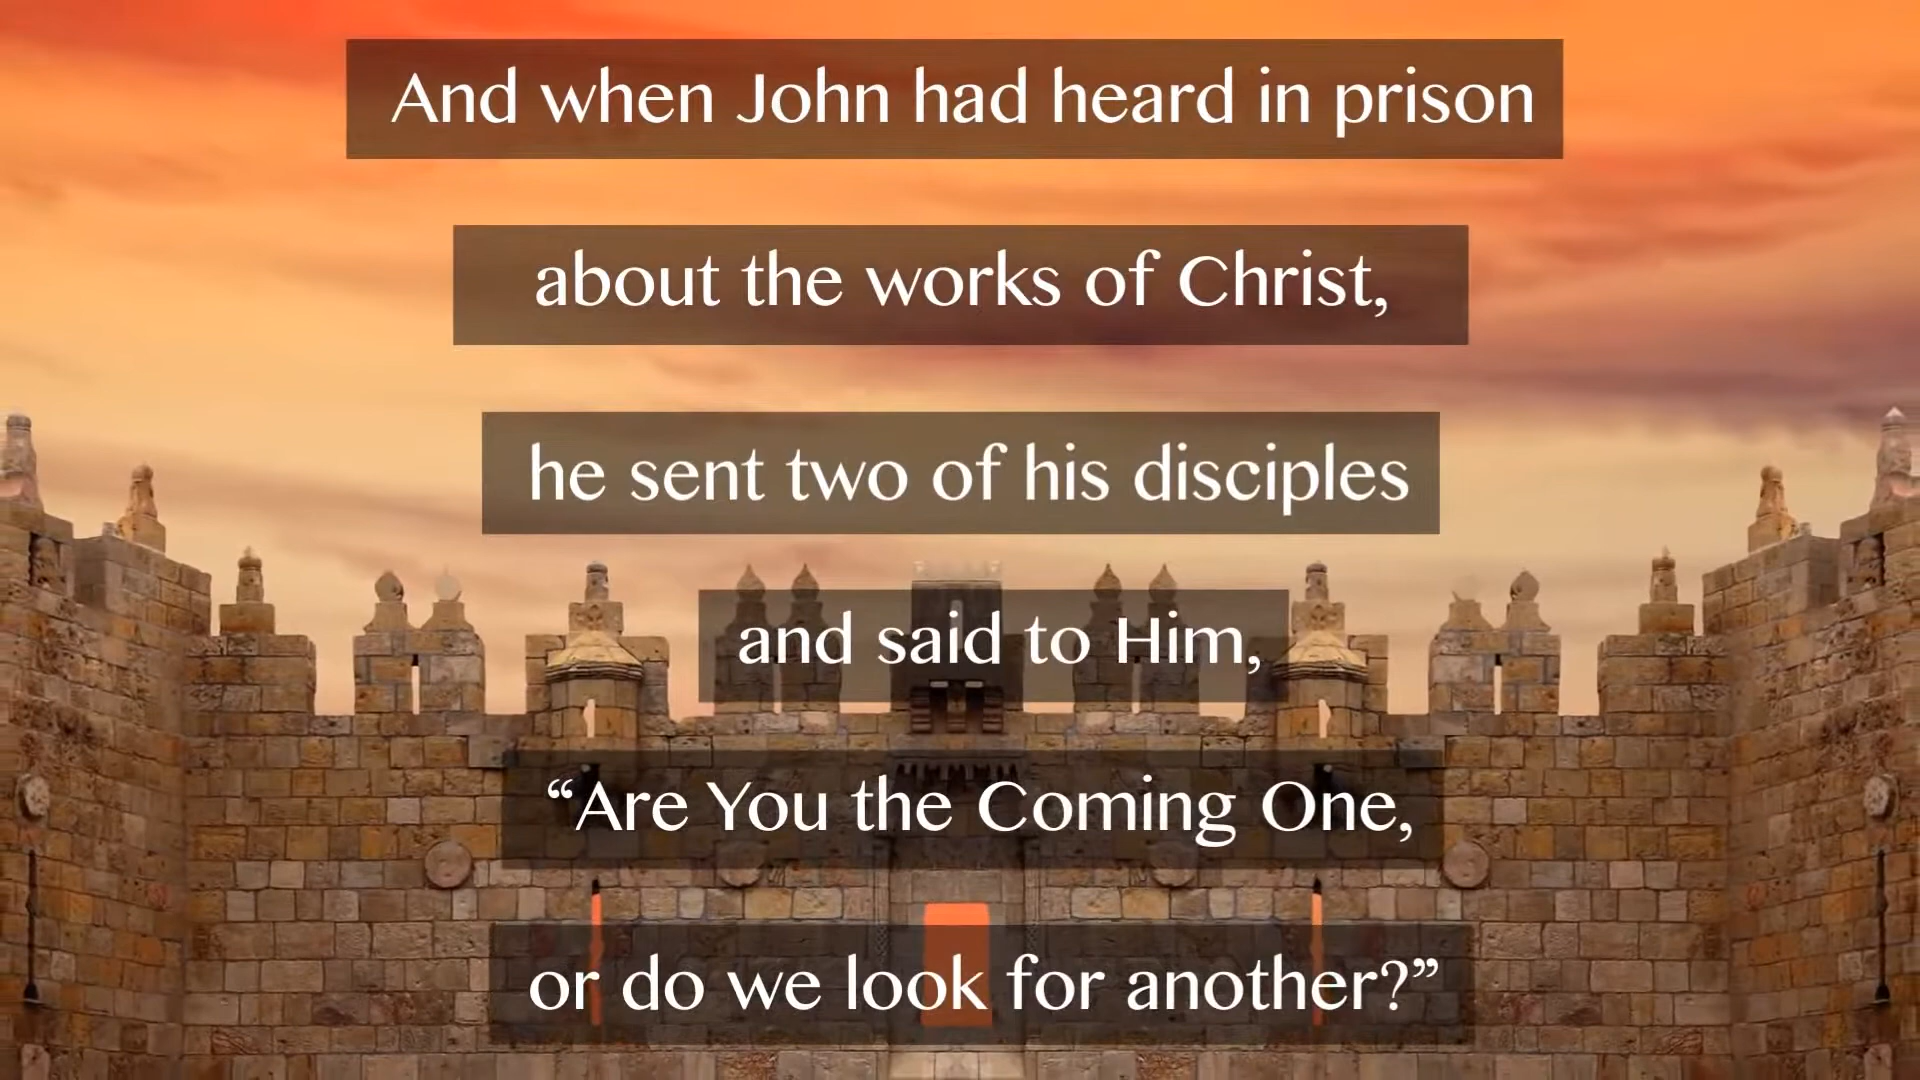 And when John had heard in prison
about the works of Christ,
he sent two of his disciples
and said to Him,
“Are You the Coming One,
or do we look for another?”